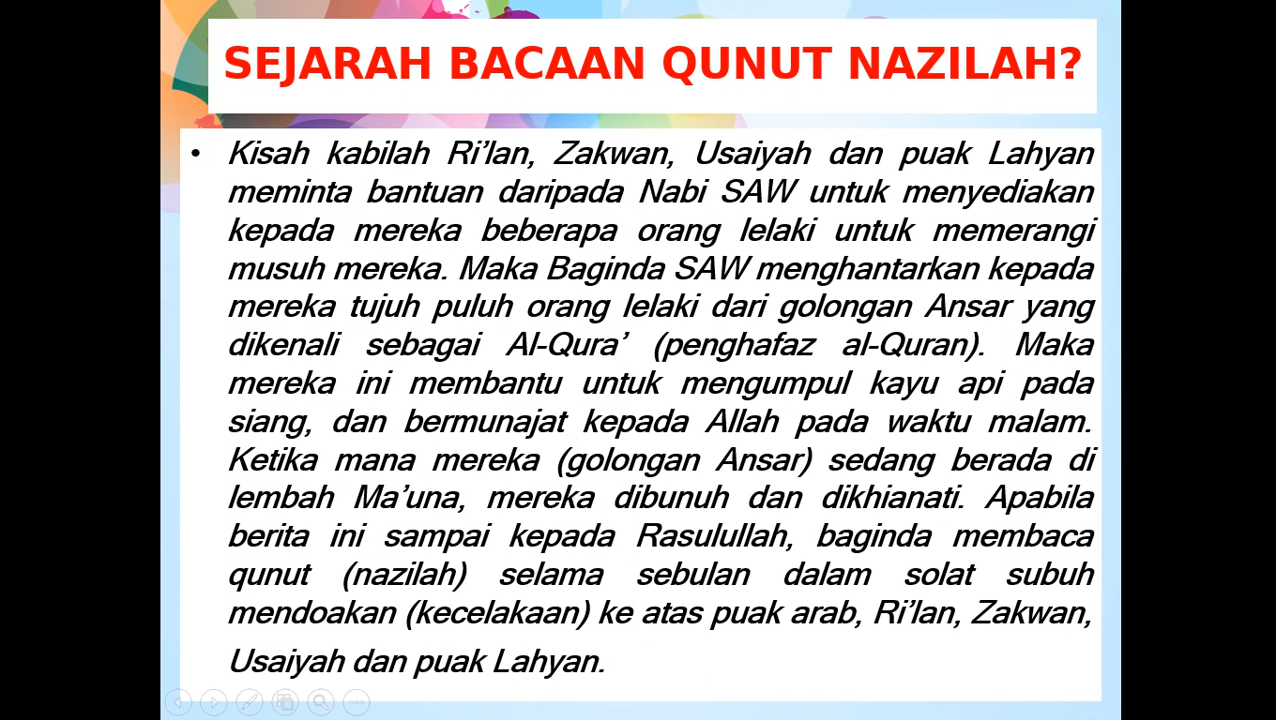 SEJARAH BACAAN QUNUT NAZILAH?
• Kisah kabilah Ri’lan, Zakwan, Usaiyah dan puak Lahyan
meminta bantuan daripada Nabi SAW untuk menyediakan
kepada mereka beberapa orang lelaki untuk memerangi
musuh mereka. Maka Baginda SAW menghantarkan kepada
mereka tujuh puluh orang lelaki dari golongan Ansar yang
dikenali sebagai Al-Qura’ (penghafaz al-Quran). Maka
mereka ini membantu untuk mengumpul kayu api pada
siang, dan bermunajat kepada Allah pada waktu malam.
Ketika mana mereka (golongan Ansar) sedang berada di
lembah Ma’una, mereka dibunuh dan dikhianati. Apabila
berita ini sampai kepada Rasulullah, baginda membaca
qunut (nazilah) selama sebulan dalam solat subuh
mendoakan (kecelakaan) ke atas puak arab, Ri’lan, Zakwan,
Usaiyah dan puak Lahyan.